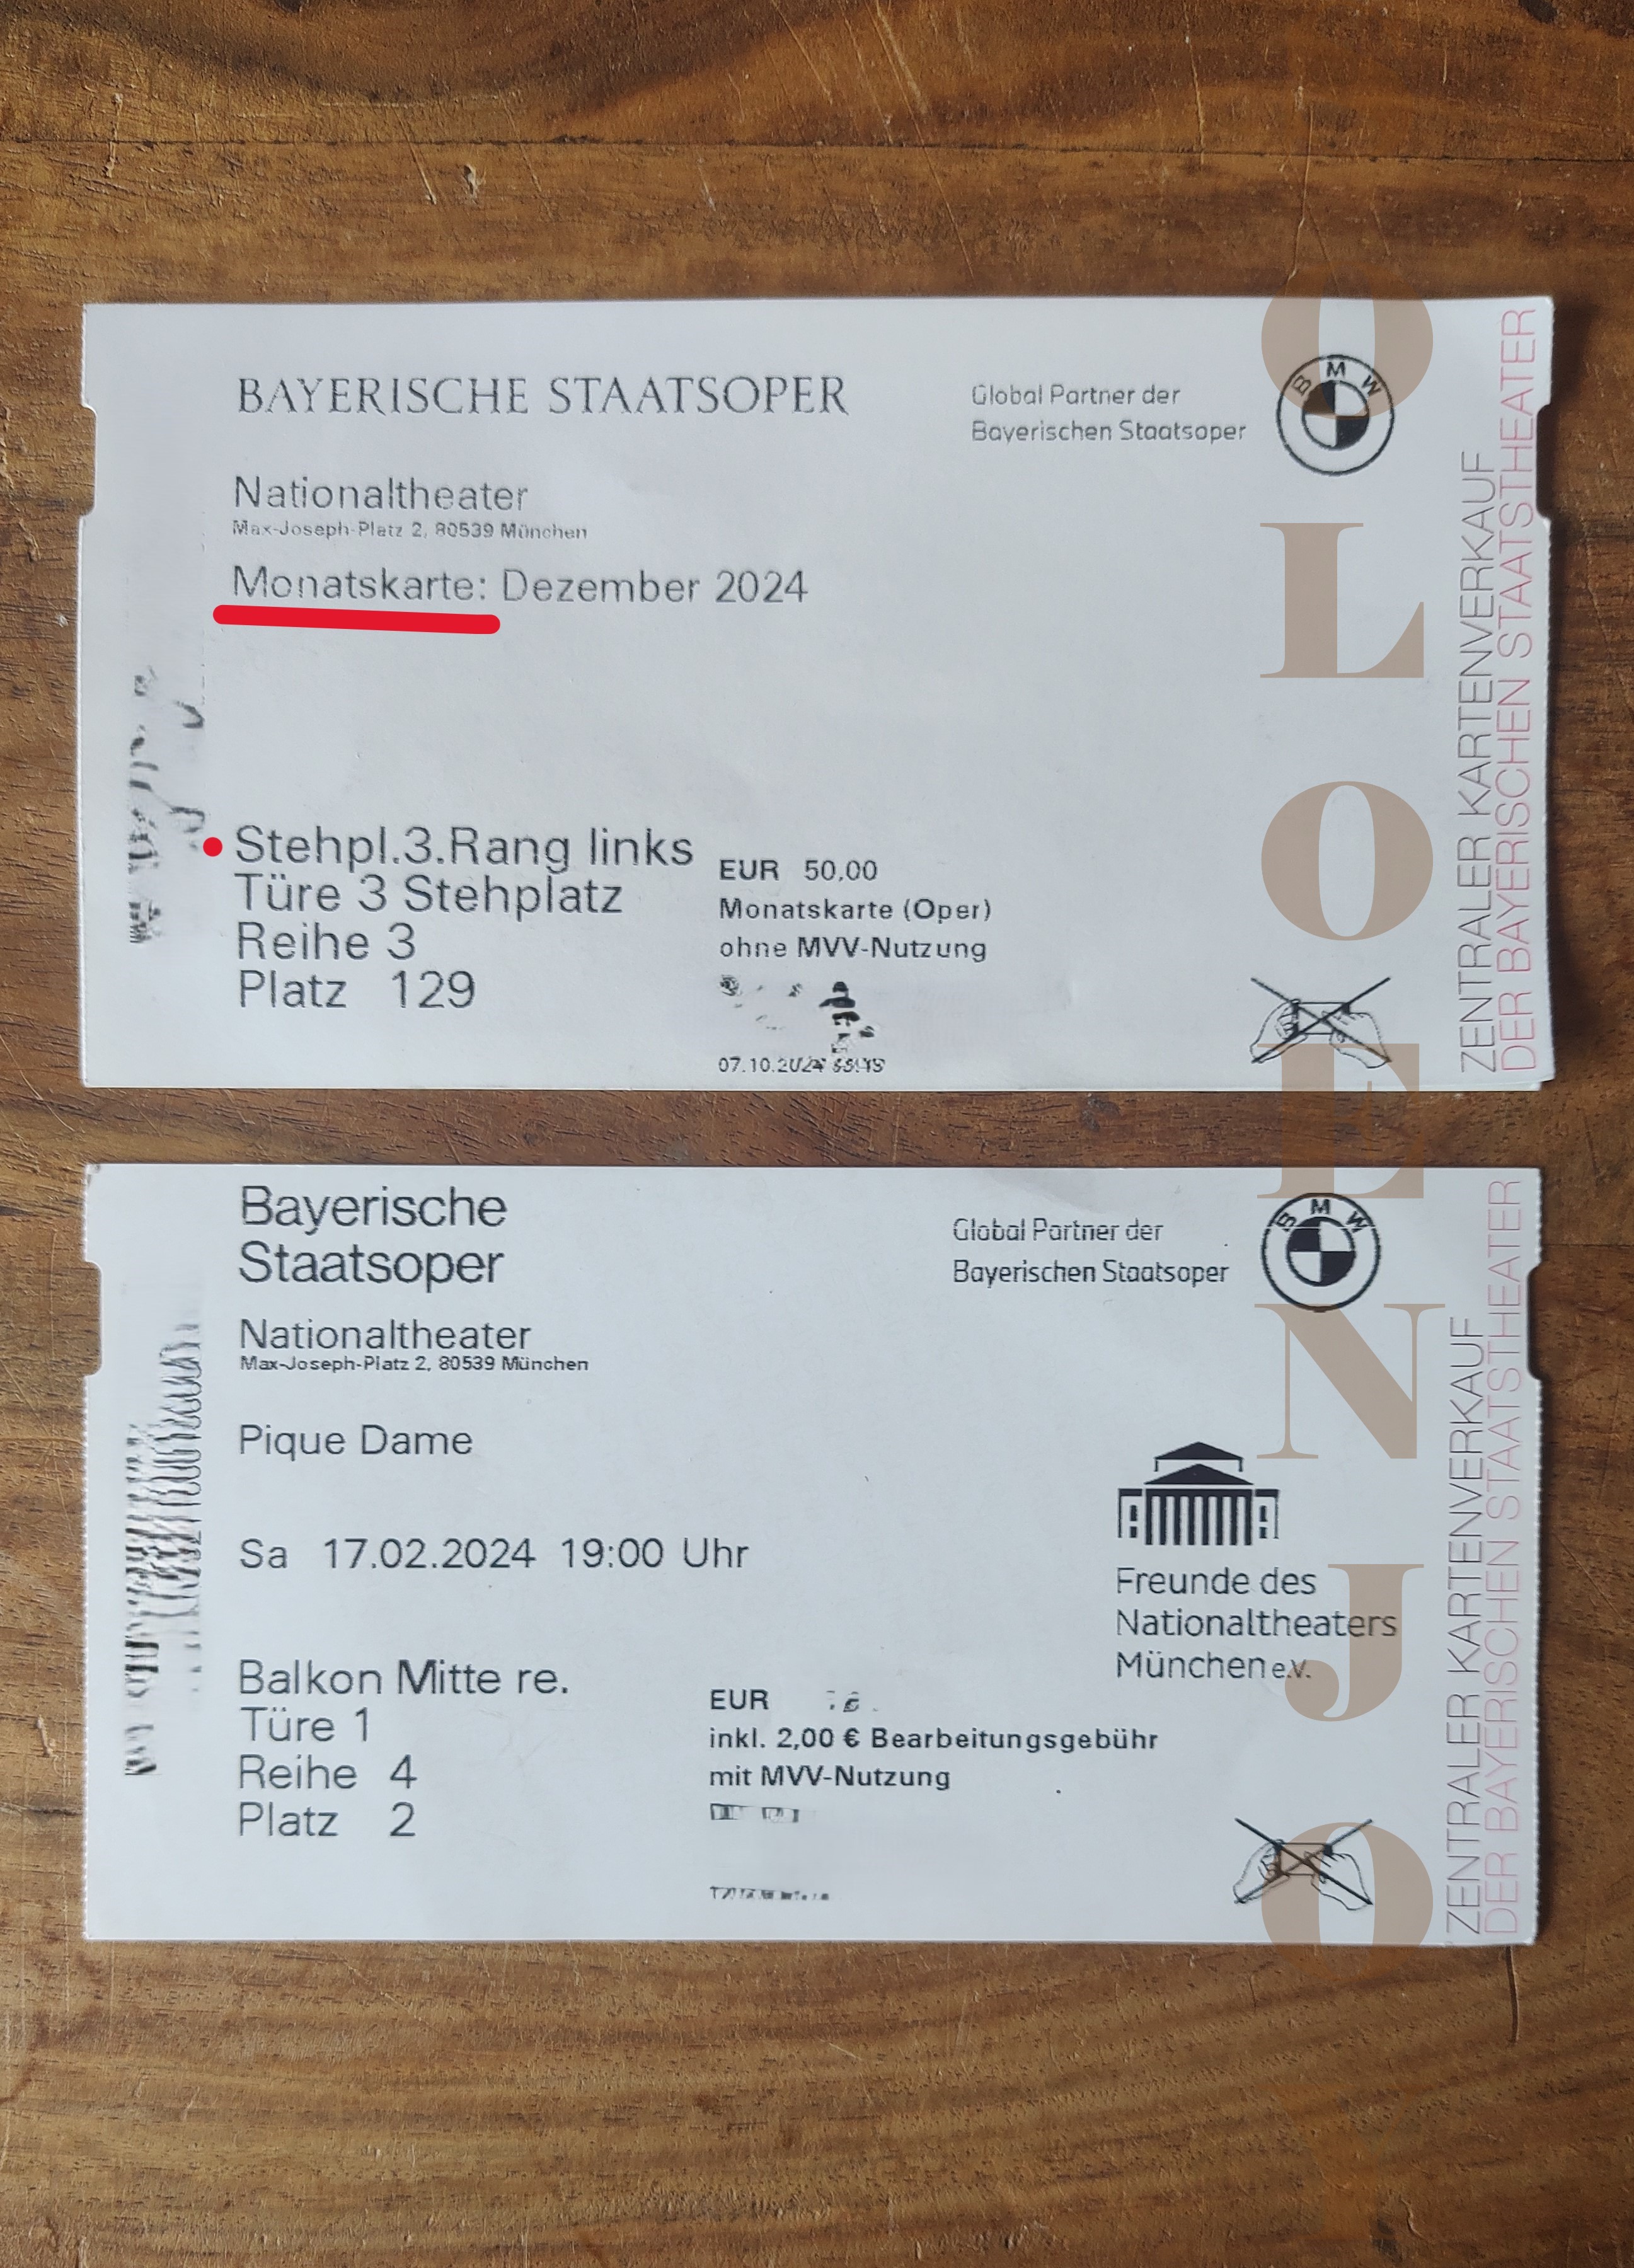 BAYERISCHE STAATSOPER
Global Partner der
Bayerischen Staatsoper
BMW
Nationaltheater
Max-Joseph-Platz 2, 80539 München
Monatskarte: Dezember 2024
Stehpl.3.Rang links
Türe 3 Stehplatz
Reihe 3
Platz 129
EUR 50,00
Monatskarte (Oper)
ohne MVV-Nutzung
07.10.2024
ZENTRALER KARTENVERKAUF
DER BAYERISCHEN STAATSTHEATER
Bayerische
Staatsoper
Global Partner der
Bayerischen Staatsoper
BMW
Nationaltheater
Max-Joseph-Platz 2, 80539 München
Pique Dame
Sa 17.02.2024 19:00 Uhr
Freunde des
Nationaltheaters
München e.V.
Balkon Mitte re.
Türe 1
Reihe 4
Platz 2
EUR
inkl. 2,00 € Bearbeitungsgebühr
mit MVV-Nutzung
ZENTRALER KARTENVERKAUF
DER BAYERISCHEN STAATSTHEATER
OLOENJO